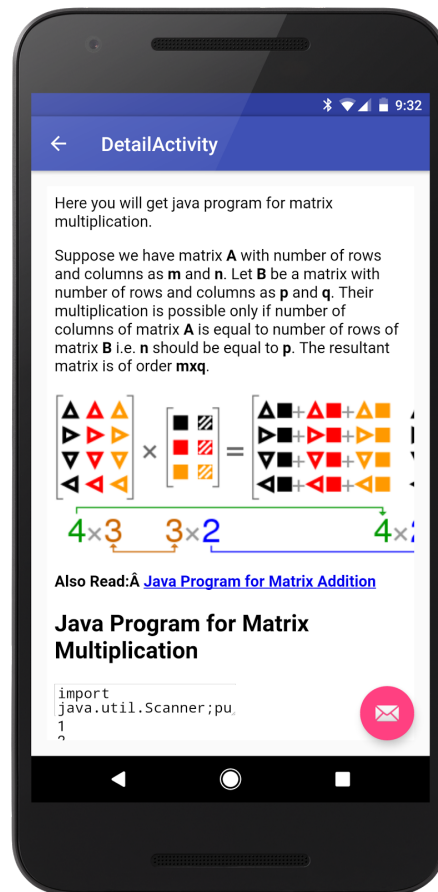 9:32
DetailActivity
Here you will get java program for matrix
multiplication.
Suppose we have matrix A with number of rows
and columns as m and n. Let B be a matrix with
number of rows and columns as p and q. Their
multiplication is possible only if number of
columns of matrix A is equal to number of rows of
matrix B i.e. n should be equal to p. The resultant
matrix is of order mxq.
× =
4×3 3×2 4×2
Also Read:Â Java Program for Matrix Addition
Java Program for Matrix
Multiplication
import
java.util.Scanner;pu
1
2